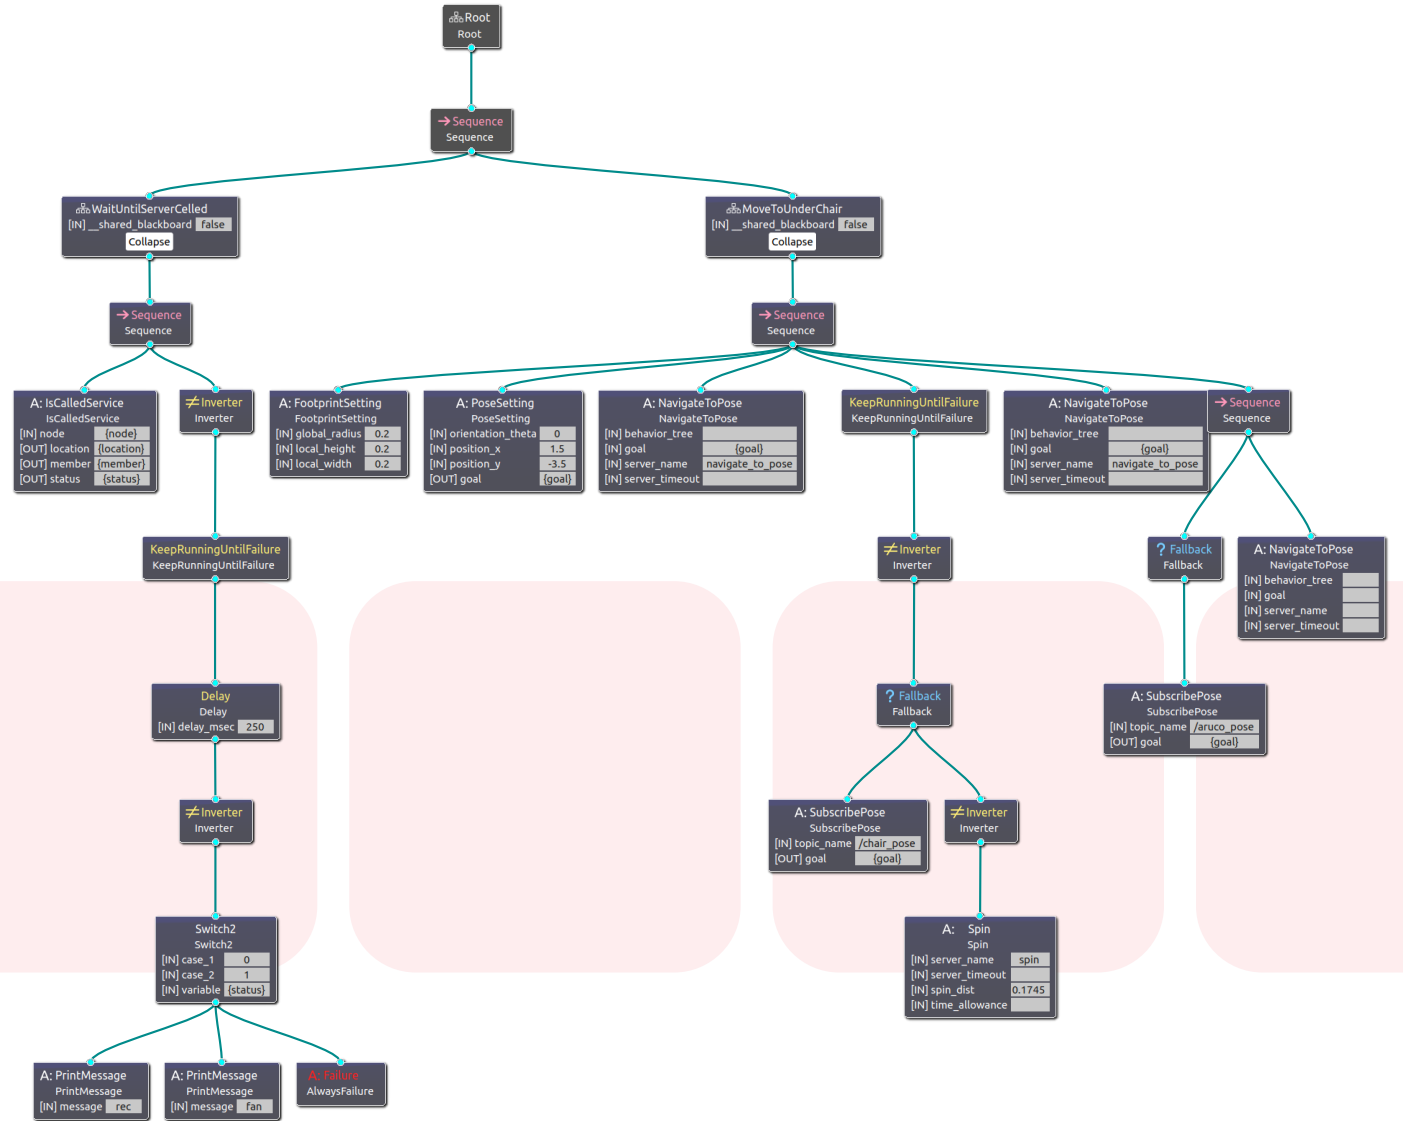 Root
Root
Sequence
Sequence
WaitUntilServerCelled
[IN] __shared_blackboard false
Collapse
MoveToUnderChair
[IN] __shared_blackboard false
Collapse
Sequence
Sequence
Sequence
Sequence
A: IsCalledService
IsCalledService
[IN] node {node}
[OUT] location {location}
[OUT] member {member}
[OUT] status {status}
Inverter
Inverter
A: FootprintSetting
FootprintSetting
[IN] global_radius 0.2
[IN] local_height 0.2
[IN] local_width 0.2
A: PoseSetting
PoseSetting
[IN] orientation_theta 0
[IN] position_x 1.5
[IN] position_y -3.5
[OUT] goal {goal}
A: NavigateToPose
NavigateToPose
[IN] behavior_tree
[IN] goal {goal}
[IN] server_name navigate_to_pose
[IN] server_timeout
KeepRunningUntilFailure
KeepRunningUntilFailure
A: NavigateToPose
NavigateToPose
[IN] behavior_tree
[IN] goal {goal}
[IN] server_name navigate_to_pose
[IN] server_timeout
Sequence
Sequence
KeepRunningUntilFailure
KeepRunningUntilFailure
Inverter
Inverter
? Fallback
Fallback
A: NavigateToPose
NavigateToPose
[IN] behavior_tree
[IN] goal
[IN] server_name
[IN] server_timeout
Delay
Delay
[IN] delay_msec 250
? Fallback
Fallback
A: SubscribePose
SubscribePose
[IN] topic_name /aruco_pose
[OUT] goal {goal}
Inverter
Inverter
A: SubscribePose
SubscribePose
[IN] topic_name /chair_pose
[OUT] goal {goal}
Inverter
Inverter
Switch2
Switch2
[IN] case_1 0
[IN] case_2 1
[IN] variable {status}
A: Spin
Spin
[IN] server_name spin
[IN] server_timeout
[IN] spin_dist 0.1745
[IN] time_allowance
A: PrintMessage
PrintMessage
[IN] message rec
A: PrintMessage
PrintMessage
[IN] message fan
A: Failure
AlwaysFailure